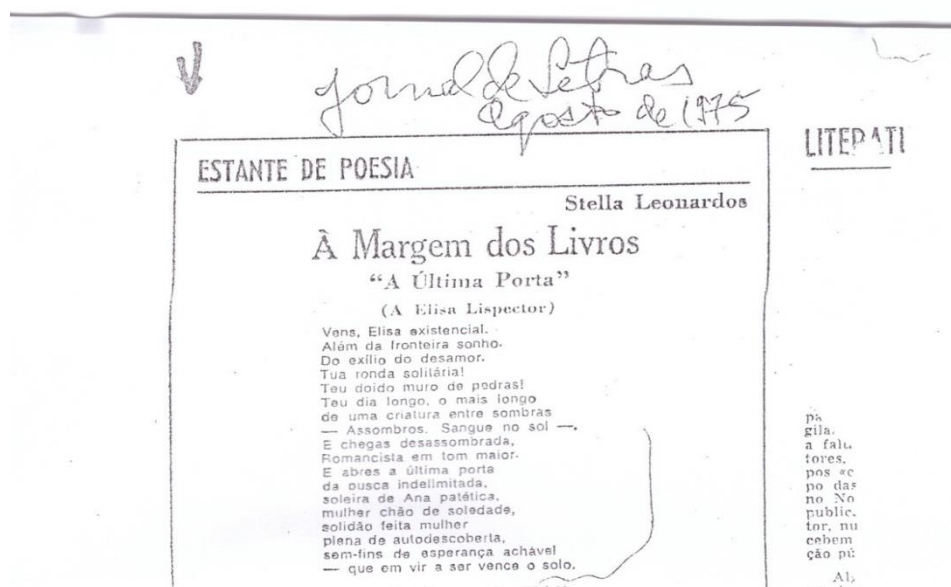 Jornal de Letras
Agosto de 1975
ESTANTE DE POESIA
Stella Leonardos
À Margem dos Livros
“A Última Porta”
(A Elisa Lispector)
Vens, Elisa existencial.
Além da fronteira sonho.
Do exílio do desamor.
Tua ronda solitária!
Teu doido muro de pedras!
Teu dia longo, o mais longo
de uma criatura entre sombras
— Assombros. Sangue no sol —.
E chegas desassombrada,
Romancista em tom maior.
E abres a última porta
da busca indelimitada,
soleira de Ana patética,
mulher chão de soledade,
solidão feita mulher
plena de autodescoberta,
sem-fins de esperança achável
— que em vir a ser vence o solo.
gila.
a
tores,
po das
no No
public.
tor, nu
cebem
ção pú